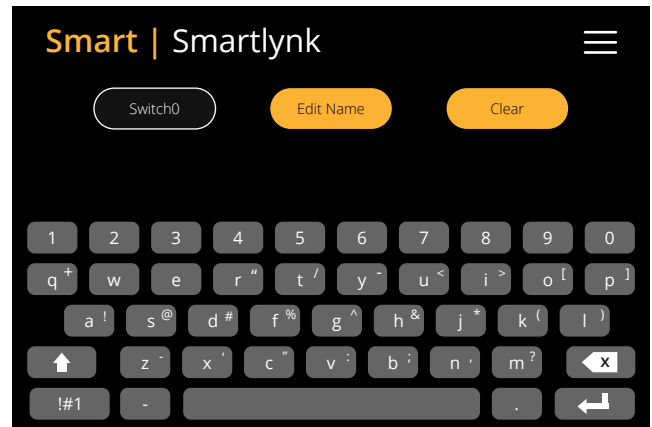 Smart | Smartlynk
Switch0 Edit Name Clear
1 2 3 4 5 6 7 8 9 0
q + w e r “ t / y - u < i > o [ p ]
a ! s @ d # f % g ^ h & j * k ( l )
z - x ‘ c ” v : b ; n ‘ m ? x
!#1 - .